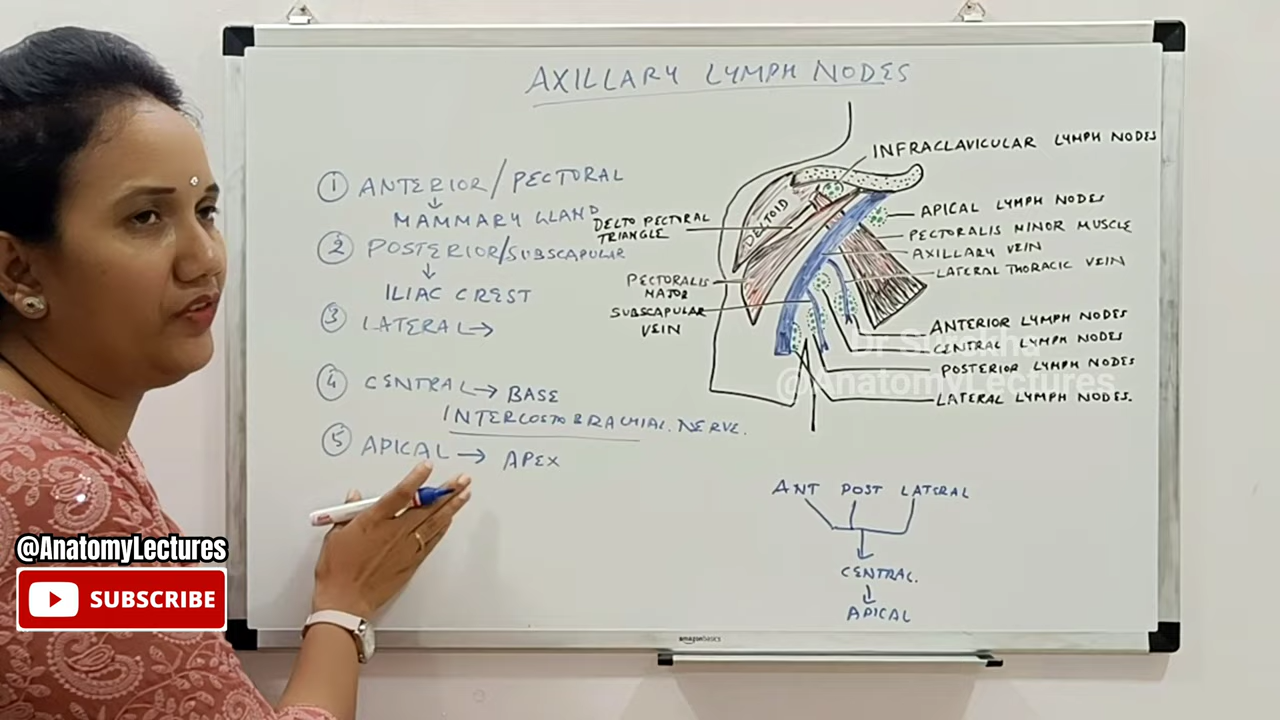 AXILLARY LYMPH NODES
① ANTERIOR/PECTORAL
MAMMARY GLAND
② POSTERIOR/SUBSCAPULAR
ILIAC CREST
③ LATERAL →
④ CENTRAL → BASE
INTERCOSTO BRACHIAL NERVE.
⑤ APICAL → APEX
INFRACLAVICULAR LYMPH NODES
DELTOID
DELTO PECTORAL
TRIANGLE
APICAL LYMPH NODES
PECTORALIS MINOR MUSCLE
AXILLARY VEIN
LATERAL THORACIC VEIN
PECTORALIS
MAJOR
SUBSCAPULAR
VEIN
ANTERIOR LYMPH NODES
CENTRAL LYMPH NODES
POSTERIOR LYMPH NODES
LATERAL LYMPH NODES.
@AnatomyLectures
ANT POST LATERAL
CENTRAL.
APICAL
amazonbasics
@AnatomyLectures
SUBSCRIBE